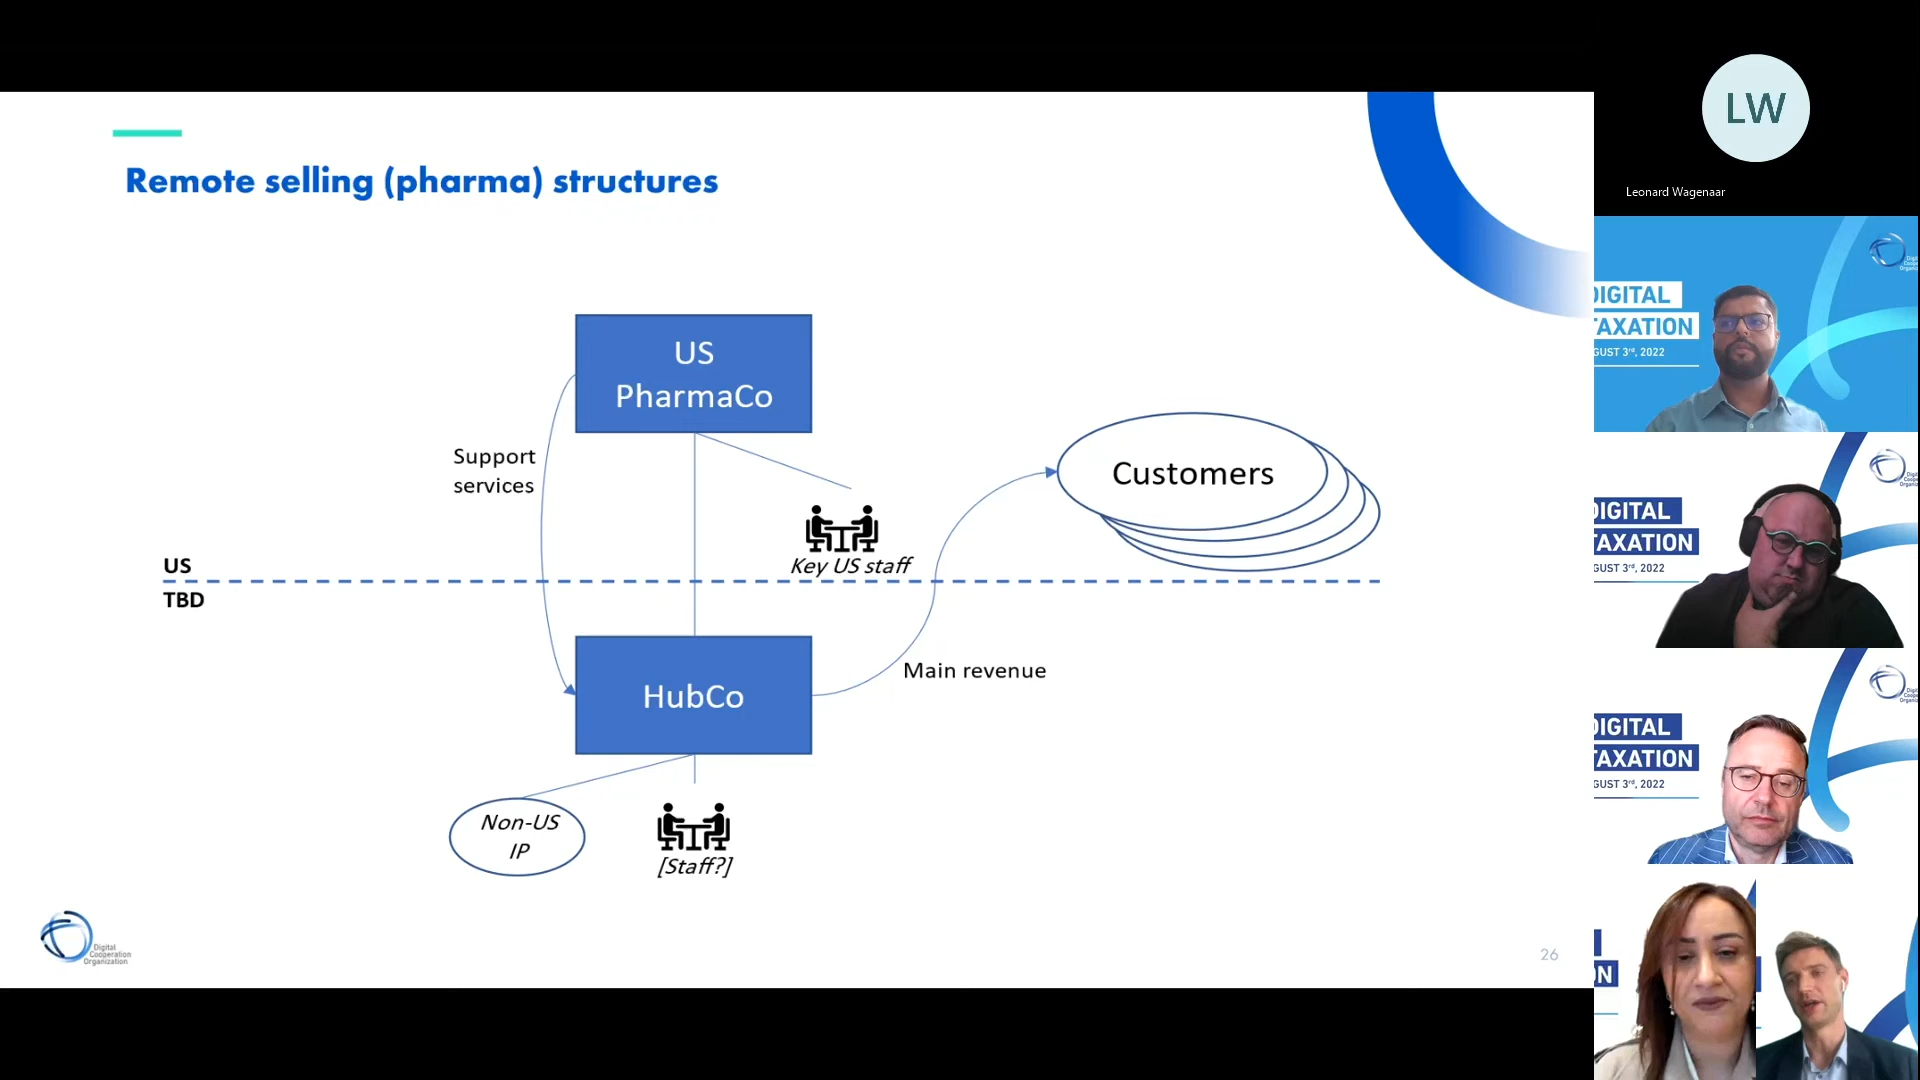 Remote selling (pharma) structures
US
PharmaCo
Support
services
Customers
Key US staff
US
TBD
Main revenue
HubCo
Non-US
IP
[Staff?]
Digital
Cooperation
Organization
26
LW
Leonard Wagenaar
DIGITAL
TAXATION
GUST 3rd, 2022
DIGITAL
TAXATION
GUST 3rd, 2022
DIGITAL
TAXATION
GUST 3rd, 2022
N